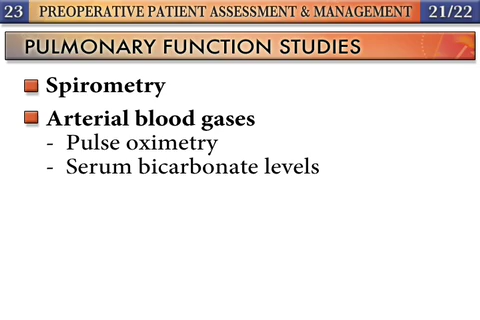 23 PREOPERATIVE PATIENT ASSESSMENT & MANAGEMENT 21/22
PULMONARY FUNCTION STUDIES
Spirometry
Arterial blood gases
- Pulse oximetry
- Serum bicarbonate levels